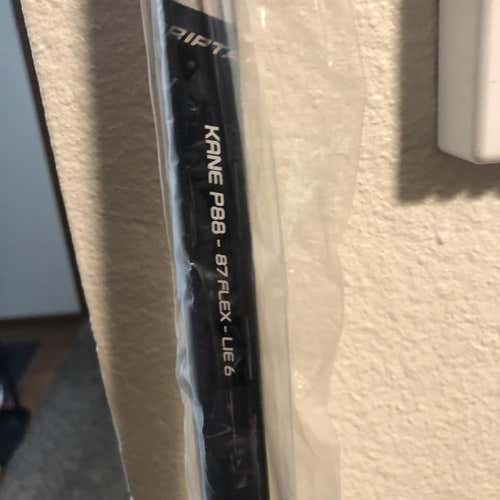 KANE P88 - 87 FLEX - LIE 6